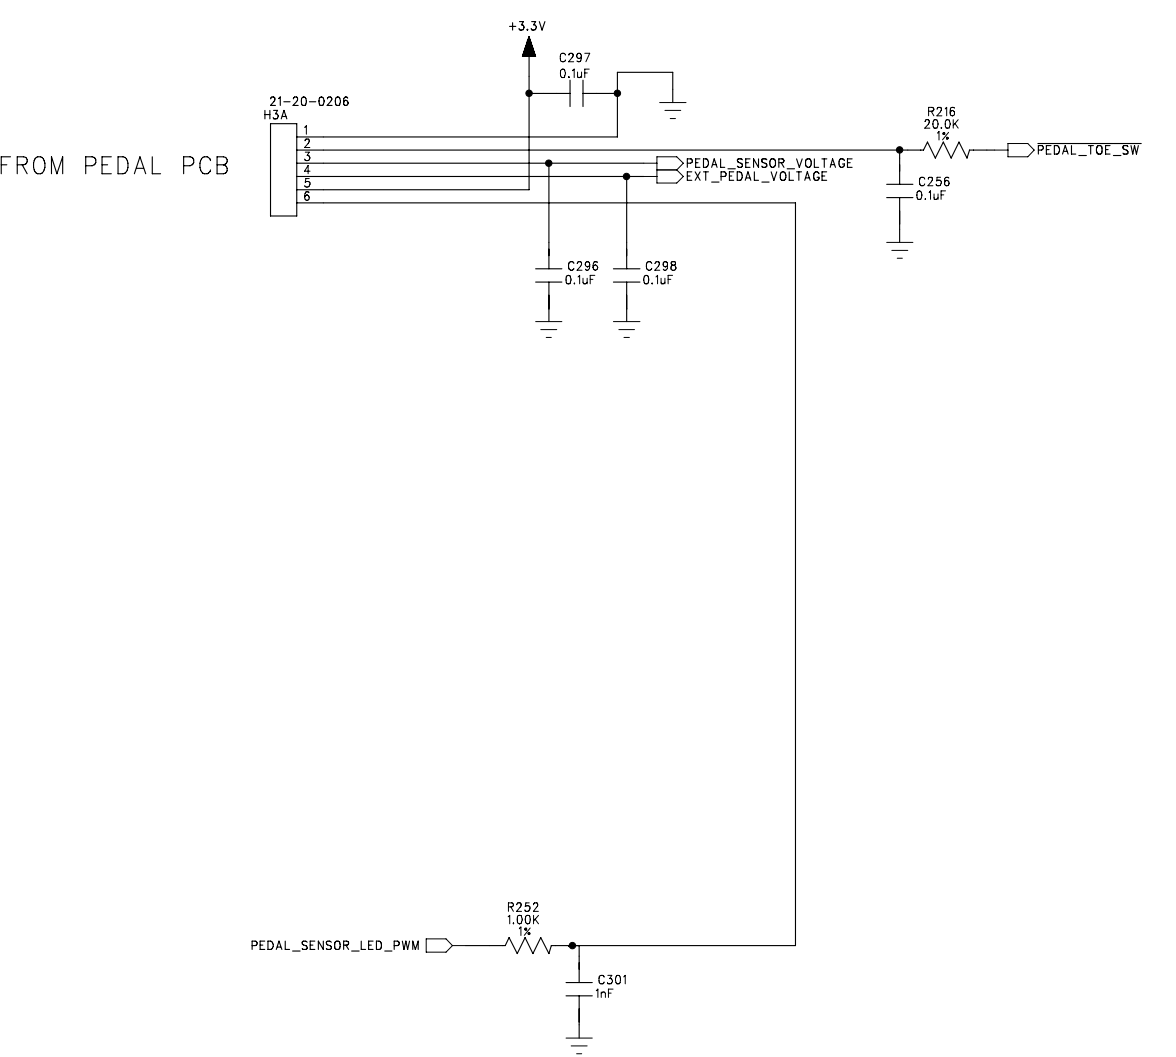 +3.3V
C297
0.1uF
21-20-0206
H3A
1
2
3
4
5
6
FROM PEDAL PCB
R216
20.0K
1%
PEDAL_TOE_SW
PEDAL_SENSOR_VOLTAGE
EXT_PEDAL_VOLTAGE
C256
0.1uF
C296
0.1uF
C298
0.1uF
R252
1.00K
1%
PEDAL_SENSOR_LED_PWM
C301
1nF